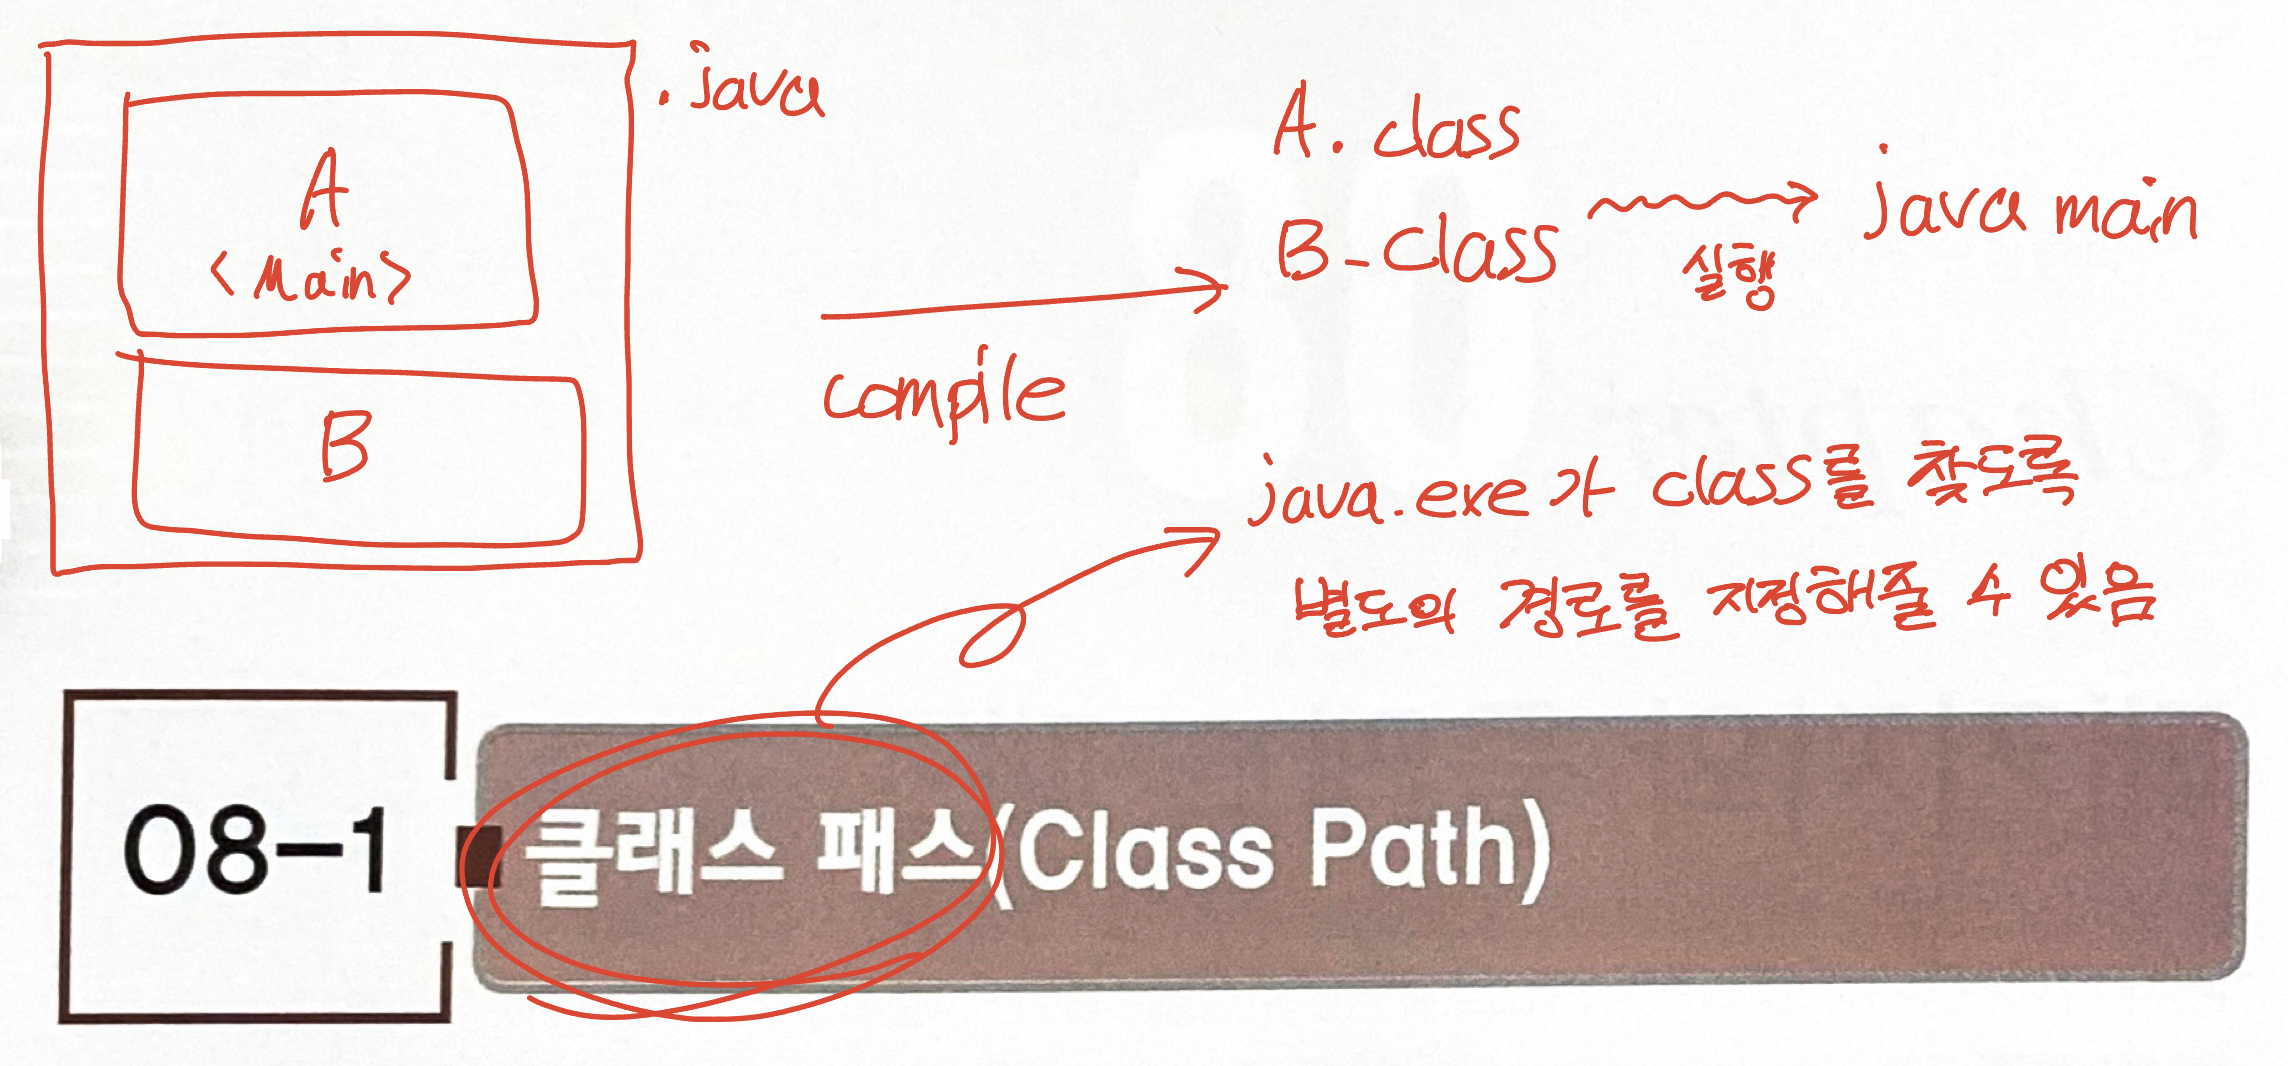 .java
A
<Main>
B
compile
A. class
B-class
실행
java main
java.exe가 class를 찾도록
별도의 경로를 지정해줄 수 있음
08-1
클래스 패스(Class Path)